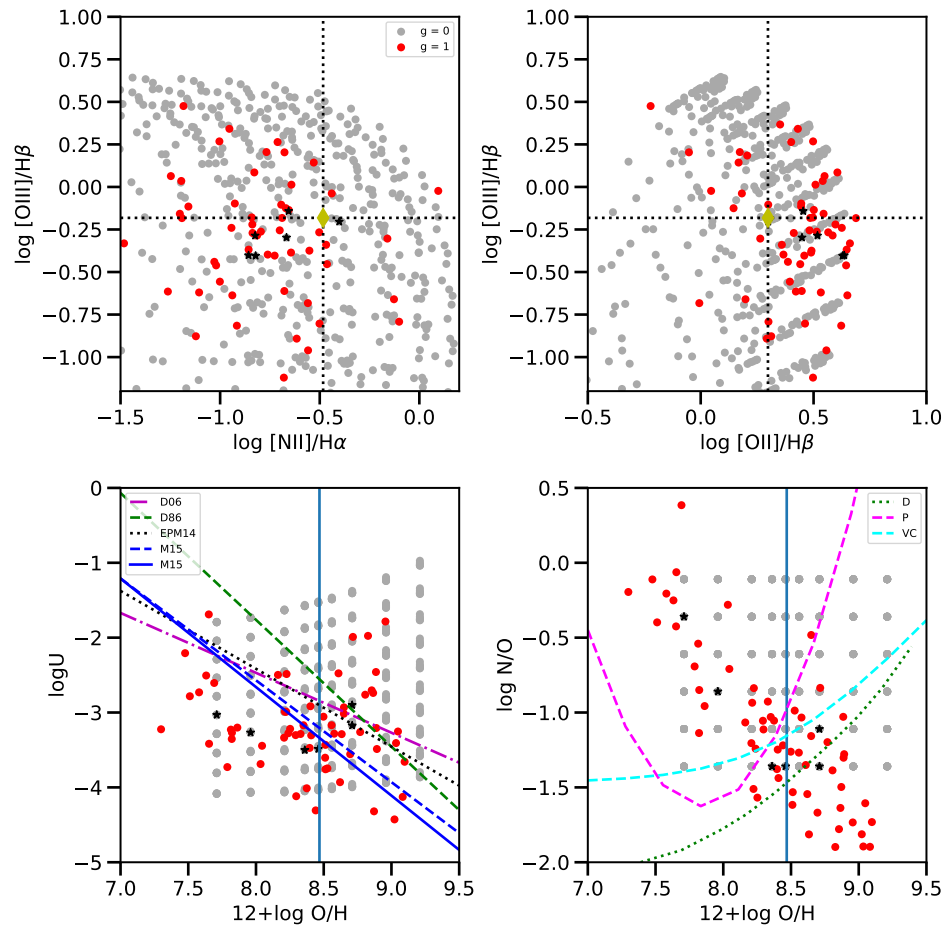 1.00
0.75
0.50
0.25
0.00
−0.25
−0.50
−0.75
−1.00
log [OIII]/Hβ
g = 0
g = 1
−1.5
−1.0
−0.5
0.0
log [NII]/Hα
1.00
0.75
0.50
0.25
0.00
−0.25
−0.50
−0.75
−1.00
log [OIII]/Hβ
−0.5
0.0
0.5
1.0
log [OII]/Hβ
0
−1
−2
−3
−4
−5
logU
D06
D86
EPM14
M15
M15
7.0
7.5
8.0
8.5
9.0
9.5
12+log O/H
0.5
0.0
−0.5
−1.0
−1.5
−2.0
log N/O
D
P
VC
7.0
7.5
8.0
8.5
9.0
9.5
12+log O/H